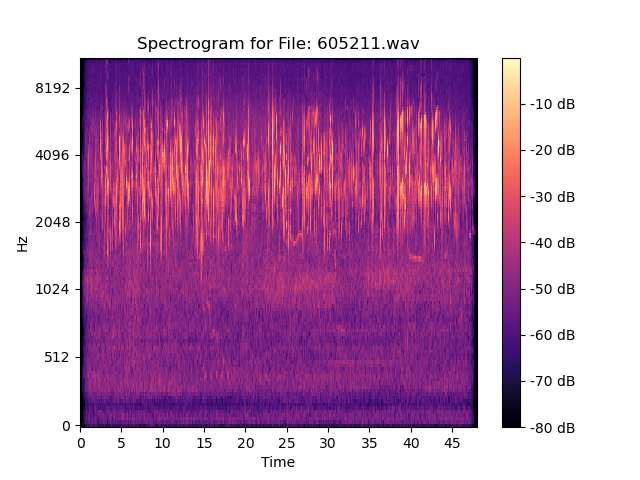 Spectrogram for File: 605211.wav
Hz
8192
4096
2048
1024
512
0
0 5 10 15 20 25 30 35 40 45
Time
-10 dB
-20 dB
-30 dB
-40 dB
-50 dB
-60 dB
-70 dB
-80 dB